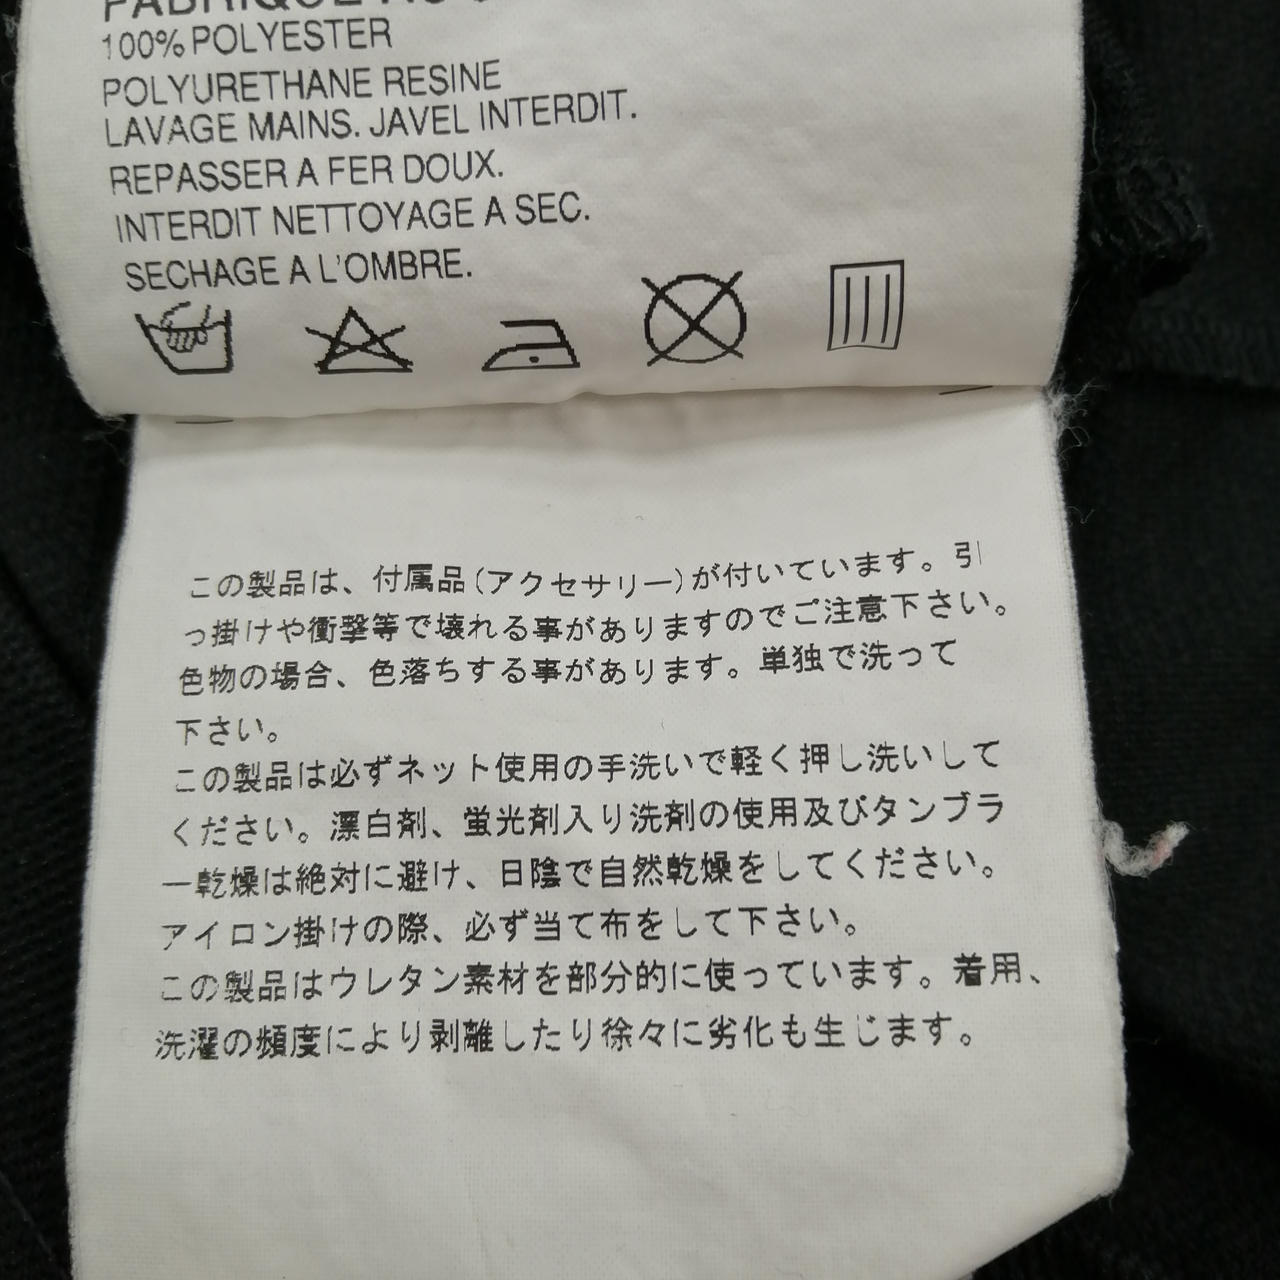 FABRIQUE AU
100% POLYESTER
POLYURETHANE RESINE
LAVAGE MAINS. JAVEL INTERDIT.
REPASSER A FER DOUX.
INTERDIT NETTOYAGE A SEC.
SECHAGE A L'OMBRE.
この製品は、付属品(アクセサリー)が付いています。引
っ掛けや衝撃等で壊れる事がありますのでご注意下さい。
色物の場合、色落ちする事があります。単独で洗って
下さい。
この製品は必ずネット使用の手洗いで軽く押し洗いして
ください。漂白剤、蛍光剤入り洗剤の使用及びタンブラ
ー乾燥は絶対に避け、日陰で自然乾燥をしてください。
アイロン掛けの際、必ず当て布をして下さい。
この製品はウレタン素材を部分的に使っています。着用、
洗濯の頻度により剥離したり徐々に劣化も生じます。